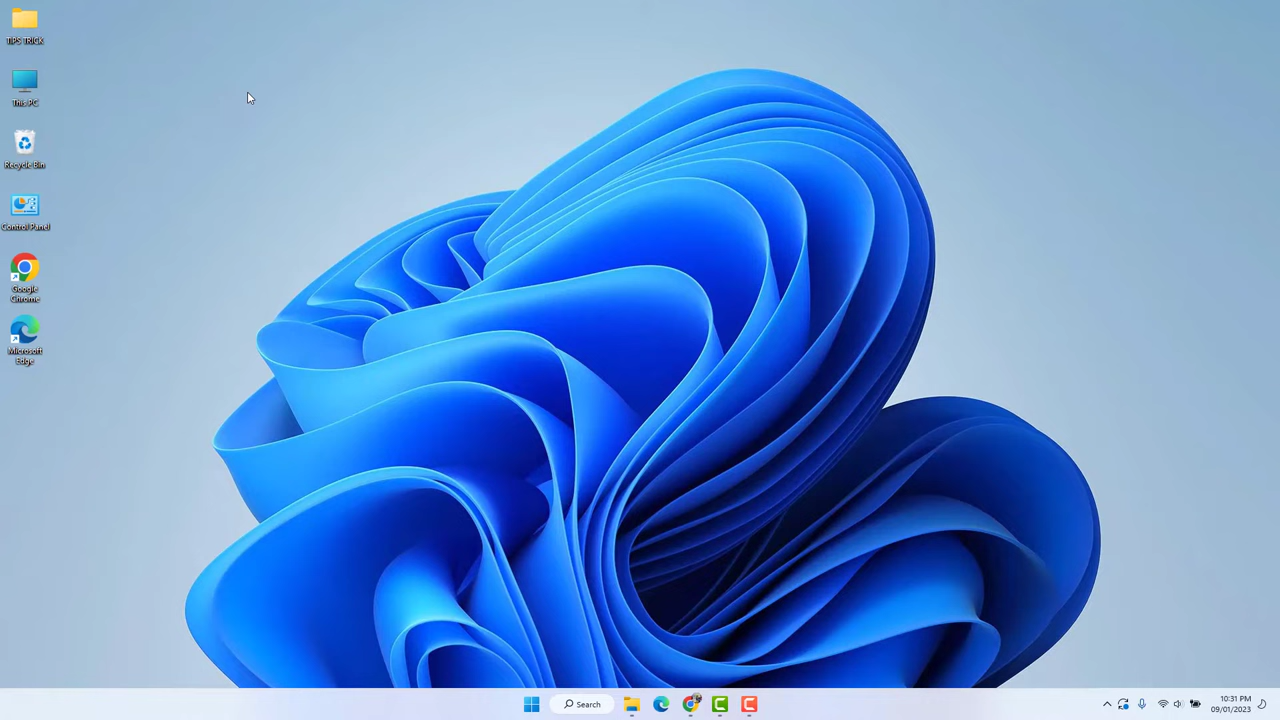 TIPS TRICK
This PC
Recycle Bin
Control Panel
Google
Chrome
Microsoft
Edge
Search
10:31 PM
09/01/2023